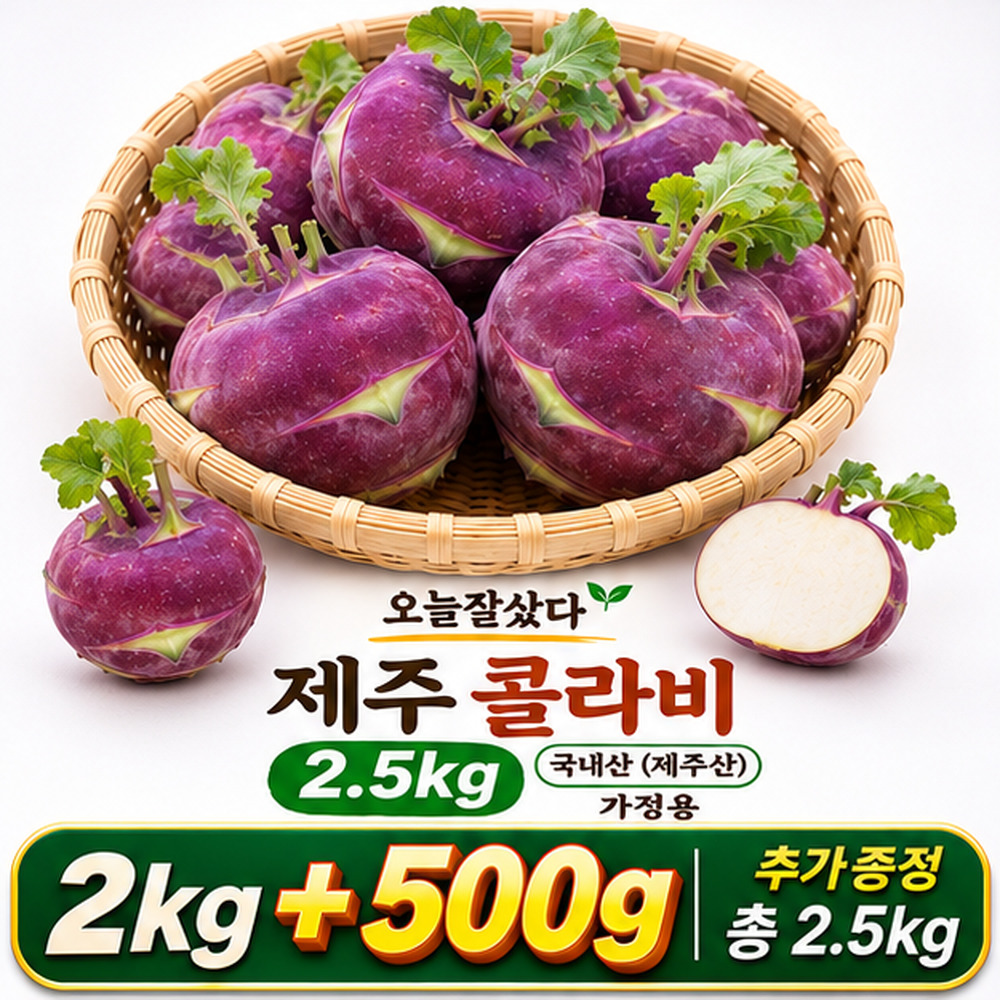 오늘잘샀다
제주 콜라비
2.5kg
국내산 (제주산)
가정용
2kg+500g
추가증정
총 2.5kg